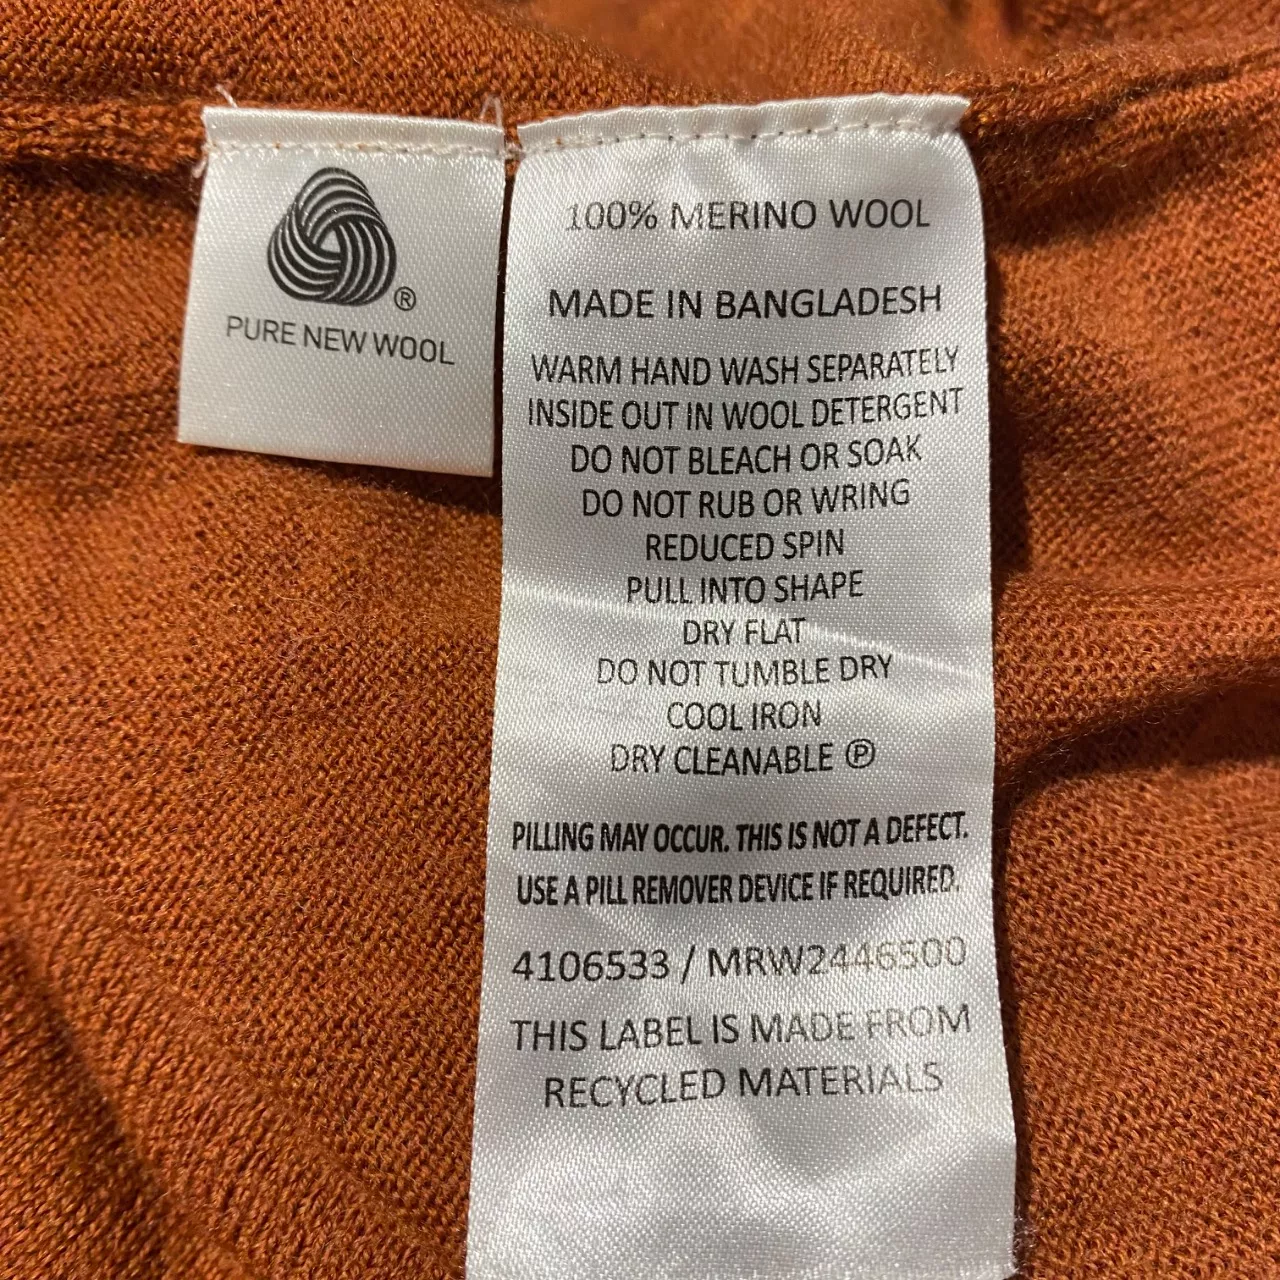 ®
PURE NEW WOOL
100% MERINO WOOL
MADE IN BANGLADESH
WARM HAND WASH SEPARATELY
INSIDE OUT IN WOOL DETERGENT
DO NOT BLEACH OR SOAK
DO NOT RUB OR WRING
REDUCED SPIN
PULL INTO SHAPE
DRY FLAT
DO NOT TUMBLE DRY
COOL IRON
DRY CLEANABLE Ⓟ
PILLING MAY OCCUR. THIS IS NOT A DEFECT.
USE A PILL REMOVER DEVICE IF REQUIRED.
4106533 / MRW2446500
THIS LABEL IS MADE FROM
RECYCLED MATERIALS